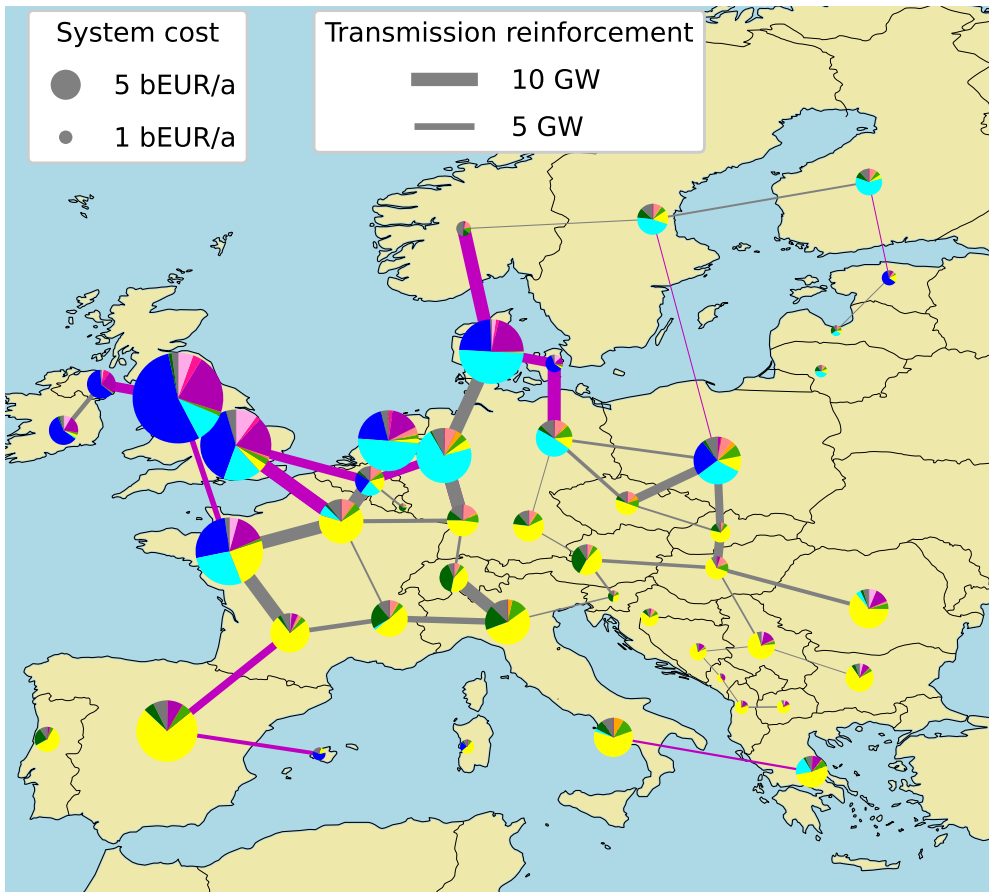 System cost
5 bEUR/a
1 bEUR/a
Transmission reinforcement
10 GW
5 GW